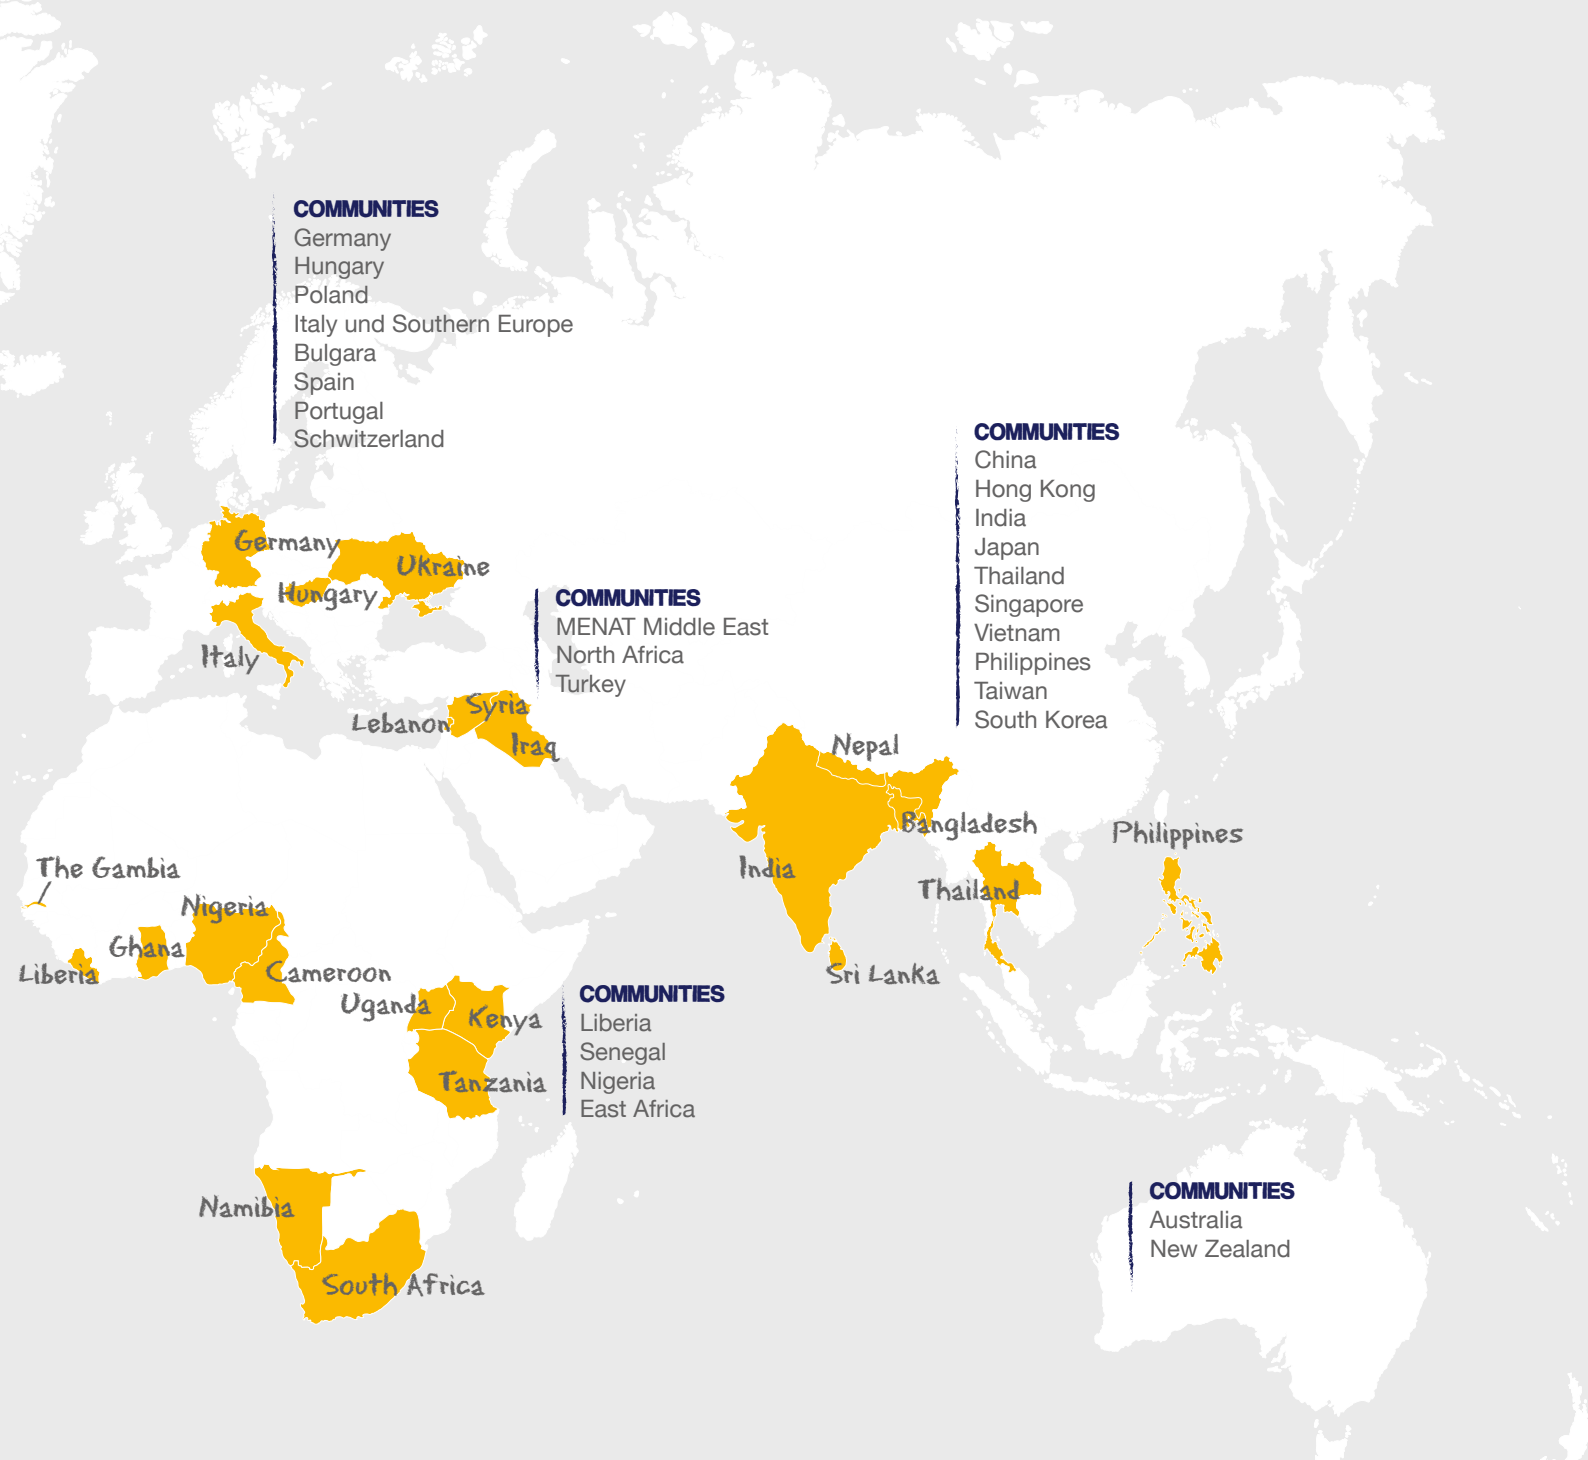 COMMUNITIES
Germany
Hungary
Poland
Italy und Southern Europe
Bulgara
Spain
Portugal
Schwitzerland
COMMUNITIES
China
Hong Kong
India
Japan
Thailand
Singapore
Vietnam
Philippines
Taiwan
South Korea
Germany
Ukraine
Hungary
Italy
COMMUNITIES
MENAT Middle East
North Africa
Turkey
Syria
Lebanon
Iraq
Nepal
Bangladesh
Philippines
India
Thailand
Sri Lanka
The Gambia
Nigeria
Ghana
Liberia
Cameroon
Uganda
Kenya
Tanzania
COMMUNITIES
Liberia
Senegal
Nigeria
East Africa
Namibia
South Africa
COMMUNITIES
Australia
New Zealand